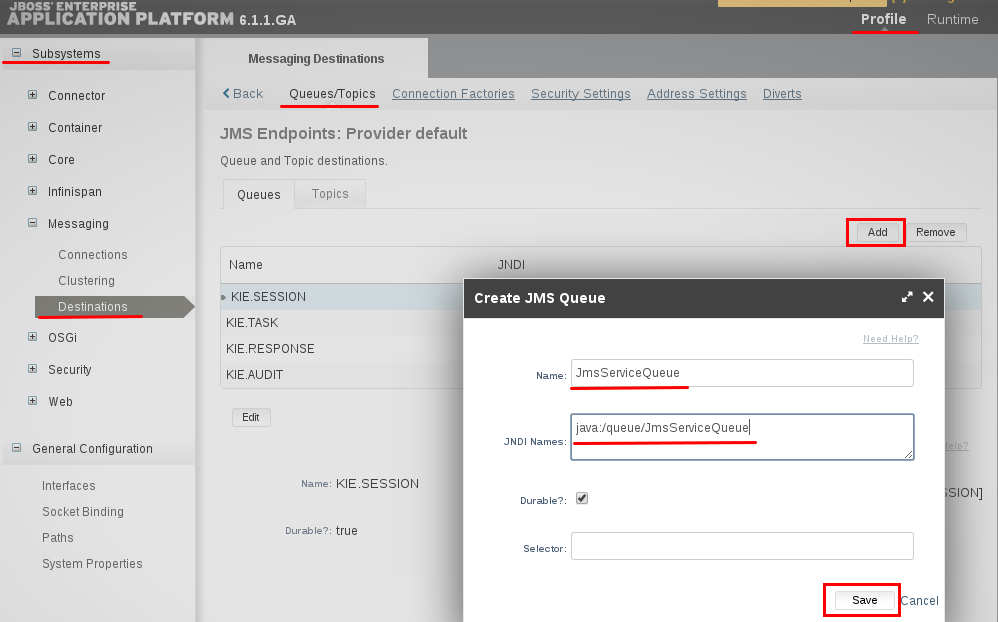 JBOSS' ENTERPRISE
APPLICATION PLATFORM 6.1.1.GA
Profile Runtime
Subsystems
Connector
Container
Core
Infinispan
Messaging
Connections
Clustering
Destinations
OSGi
Security
Web
General Configuration
Interfaces
Socket Binding
Paths
System Properties
Messaging Destinations
Back Queues/Topics Connection Factories Security Settings Address Settings Diverts
JMS Endpoints: Provider default
Queue and Topic destinations.
Queues Topics
Add Remove
Name JNDI
KIE.SESSION
KIE.TASK
KIE.RESPONSE
KIE.AUDIT
Edit
Name: KIE.SESSION
Durable?: true
Create JMS Queue
Need Help?
Name: JmsServiceQueue
JNDI Names: java:/queue/JmsServiceQueue
Durable?:
Selector:
Save Cancel